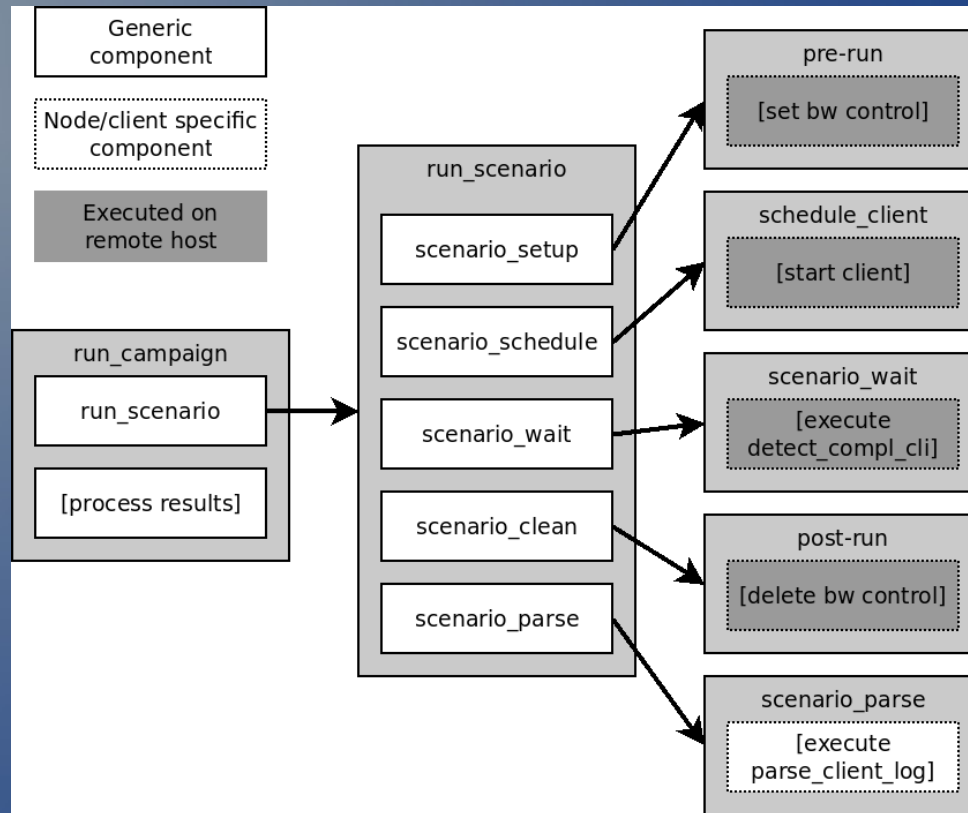 Generic
component
Node/client specific
component
Executed on
remote host
run_campaign
run_scenario
[process results]
run_scenario
scenario_setup
scenario_schedule
scenario_wait
scenario_clean
scenario_parse
pre-run
[set bw control]
schedule_client
[start client]
scenario_wait
[execute
detect_compl_cli]
post-run
[delete bw control]
scenario_parse
[execute
parse_client_log]